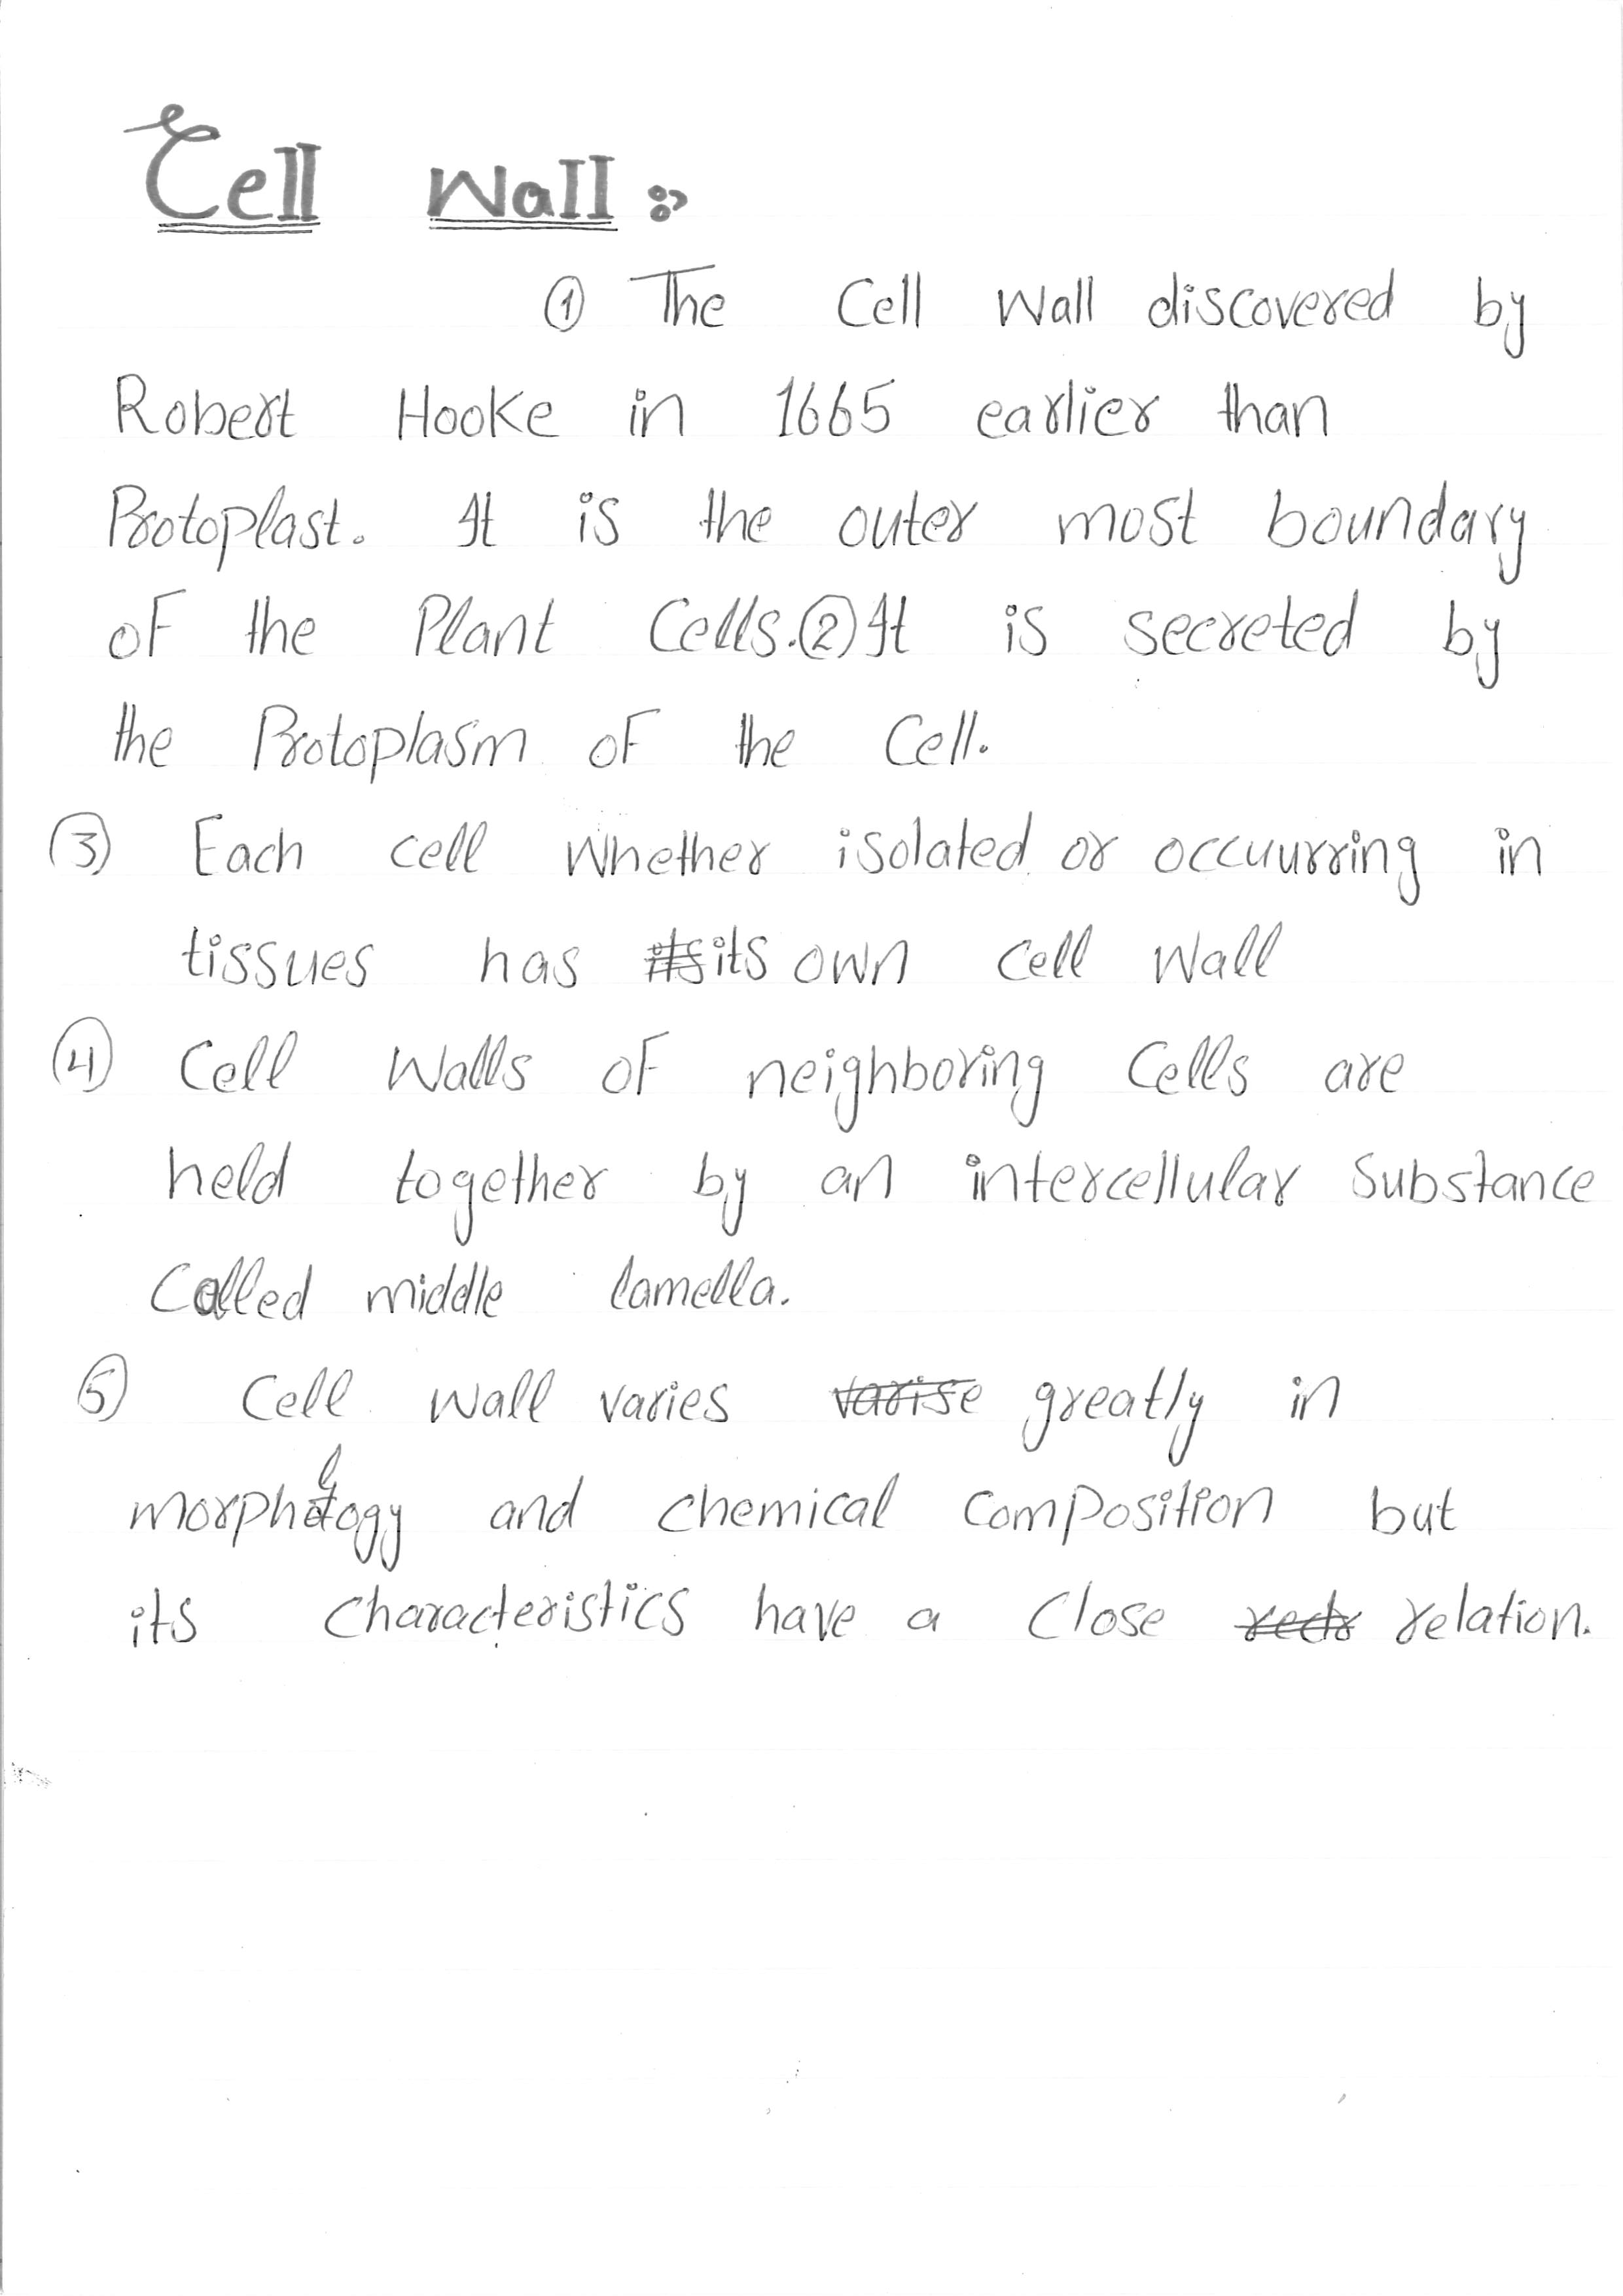 Cell Wall :-
① The Cell Wall discovered by
Robert Hooke in 1665 earlier than
Protoplast. It is the outer most boundary
of the Plant Cells. ② It is secreted by
the Protoplasm of the Cell.
③ Each cell whether isolated or occuurring in
tissues has its its own cell wall
④ Cell Walls of neighboring Cells are
held together by an intercellular Substance
Called middle lamella.
⑤ Cell wall varies varise greatly in
morphology and chemical composition but
its characteristics have a close relation.